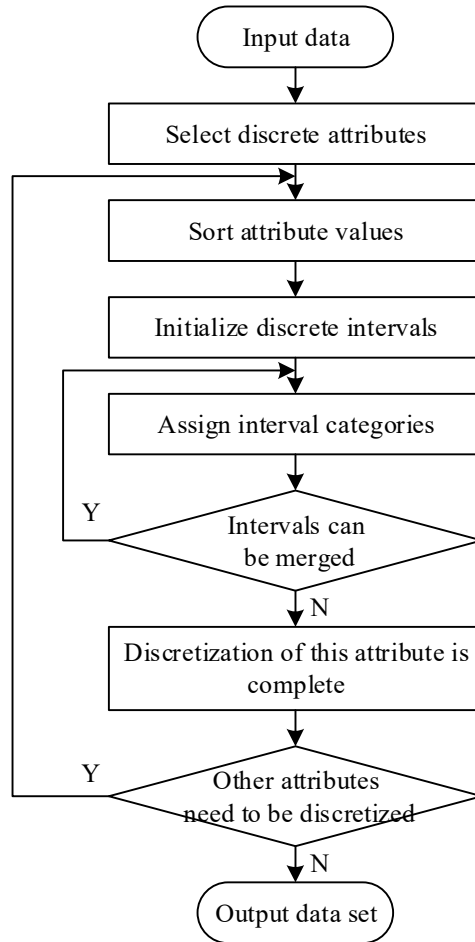 Input data
Select discrete attributes
Sort attribute values
Initialize discrete intervals
Assign interval categories
Y
Intervals can
be merged
N
Discretization of this attribute is
complete
Y
Other attributes
need to be discretized
N
Output data set